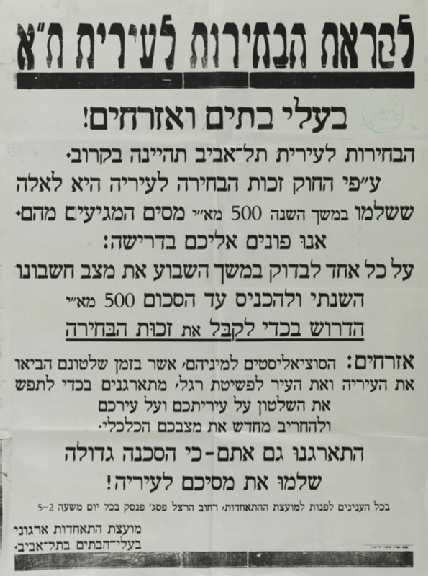 לקראת הבחירות לעירית ת״א
בעלי בתים ואזרחים!
הבחירות לעירית תל־אביב תהיינה בקרוב.
ע״פי החוק זכות הבחירה לעיריה היא לאלה
ששלמו במשך השנה 500 מא״י מסים המגיעים מהם.
אנו פונים אליכם בדרישה:
על כל אחד לבדוק במשך השבוע את מצב חשבונו
השנתי ולהכניס עד הסכום 500 מא״י
הדרוש בכדי לקבל את זכות הבחירה
אזרחים: הסוציאליסטים למיניהם, אשר בזמן שלטונם הביאו
את העיריה ואת העיר לפשיטת רגל, מתארגנים בכדי לתפש
את השלטון על עיריתכם ועל עירכם
ולהחריב מחדש את מצבכם הכלכלי.
התארגנו גם אתם – כי הסכנה גדולה
שלמו את מסיכם לעיריה!
בכל הענינים לפנות למועצת ההתאחדות, רחוב הרצל פסג׳ פנסק בכל יום משעה 5–2
מועצת התאחדות ארגוני
בעלי־הבתים בתל־אביב.